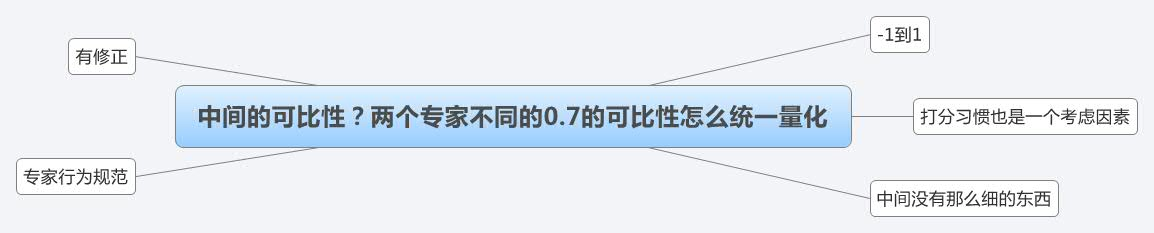 -1到1
有修正
中间的可比性？两个专家不同的0.7的可比性怎么统一量化
打分习惯也是一个考虑因素
专家行为规范
中间没有那么细的东西